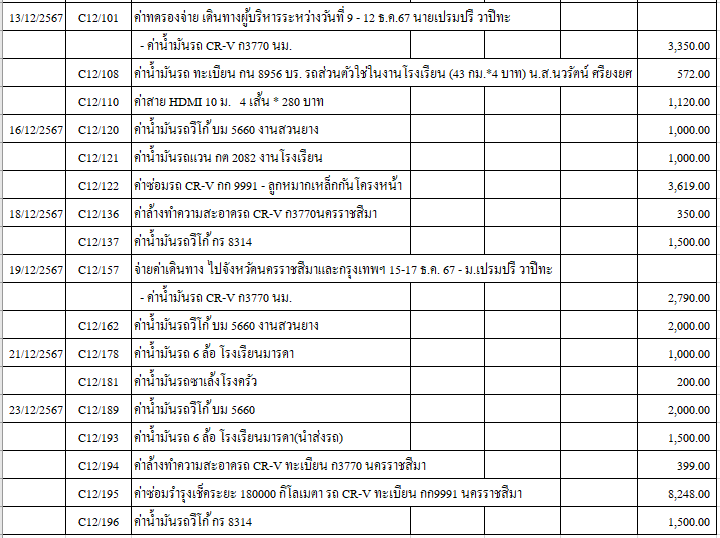 13/12/2567 C12/101 ค่าทดรองจ่าย เดินทางผู้บริหารระหว่างวันที่ 9 - 12 ธ.ค.67 นายเปรมปรี วาปีทะ
- ค่าน้ำมันรถ CR-V ก3770 นม. 3,350.00
C12/108 ค่าน้ำมันรถ ทะเบียน กน 8956 บร. รถส่วนตัวใช้ในงานโรงเรียน (43 กม.*4 บาท) น.ส.นวรัตน์ ศรียงยศ 572.00
C12/110 ค่าสาย HDMI 10 ม. 4 เส้น * 280 บาท 1,120.00
16/12/2567 C12/120 ค่าน้ำมันรถวีโก้ บม 5660 งานสวนยาง 1,000.00
C12/121 ค่าน้ำมันรถแวน กต 2082 งานโรงเรียน 1,000.00
C12/122 ค่าซ่อมรถ CR-V กก 9991 - ลูกหมากเหล็กกันโครงหน้า 3,619.00
18/12/2567 C12/136 ค่าล้างทำความสะอาดรถ CR-V ก3770นครราชสีมา 350.00
C12/137 ค่าน้ำมันรถวีโก้ กร 8314 1,500.00
19/12/2567 C12/157 จ่ายค่าเดินทาง ไปจังหวัดนครราชสีมาและกรุงเทพฯ 15-17 ธ.ค. 67 - ม.เปรมปรี วาปีทะ
- ค่าน้ำมันรถ CR-V ก3770 นม. 2,790.00
C12/162 ค่าน้ำมันรถวีโก้ บม 5660 งานสวนยาง 2,000.00
21/12/2567 C12/178 ค่าน้ำมันรถ 6 ล้อ โรงเรียนมารดา 1,000.00
C12/181 ค่าน้ำมันรถซาเล้งโรงครัว 200.00
23/12/2567 C12/189 ค่าน้ำมันรถวีโก้ บม 5660 2,000.00
C12/193 ค่าน้ำมันรถ 6 ล้อ โรงเรียนมารดา(นำส่งรถ) 1,500.00
C12/194 ค่าล้างทำความสะอาดรถ CR-V ทะเบียน ก3770 นครราชสีมา 399.00
C12/195 ค่าซ่อมรำรุงเช็คระยะ 180000 กิโลเมตา รถ CR-V ทะเบียน กก9991 นครราชสีมา 8,248.00
C12/196 ค่าน้ำมันรถวีโก้ กร 8314 1,500.00